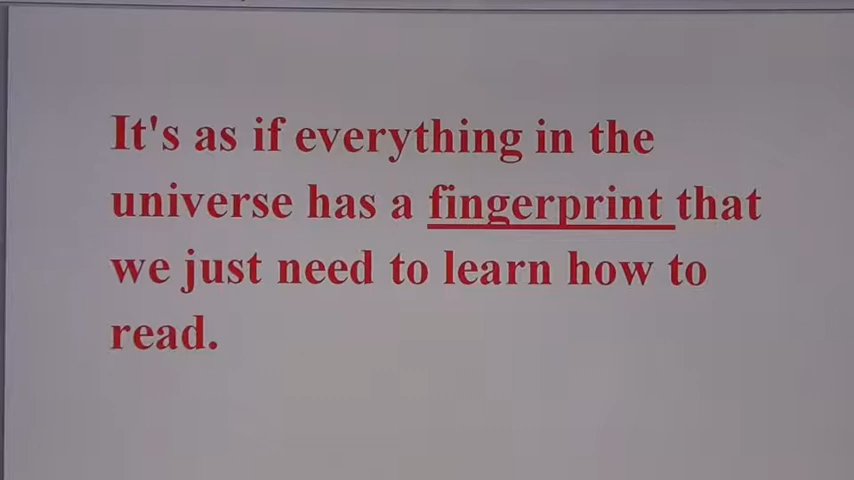 It's as if everything in the
universe has a fingerprint that
we just need to learn how to
read.